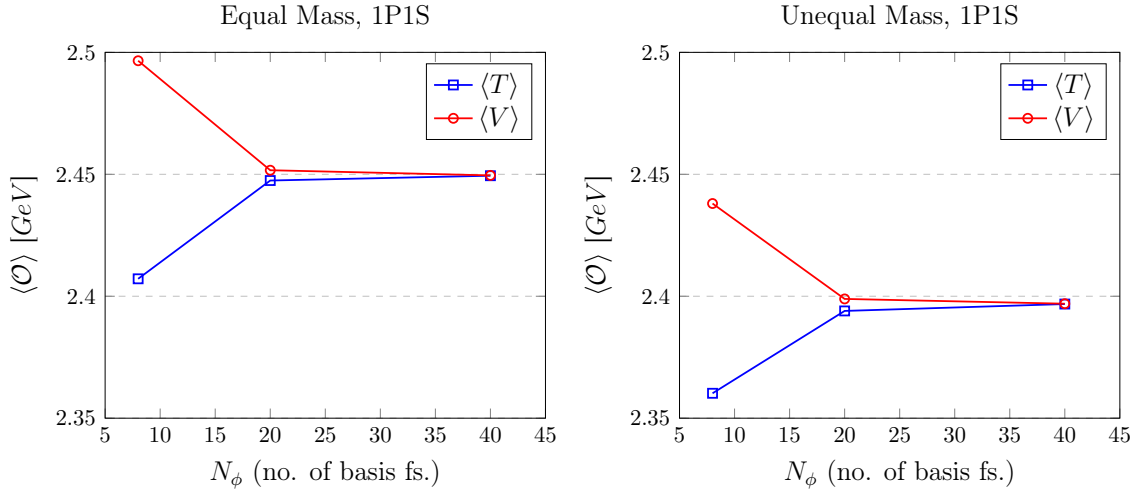 Equal Mass, 1P1S
2.5
2.45
2.4
2.35
5 10 15 20 25 30 35 40 45
⟨O⟩ [GeV]
N_ϕ (no. of basis fs.)
⟨T⟩
⟨V⟩
Unequal Mass, 1P1S
2.5
2.45
2.4
2.35
5 10 15 20 25 30 35 40 45
⟨O⟩ [GeV]
N_ϕ (no. of basis fs.)
⟨T⟩
⟨V⟩